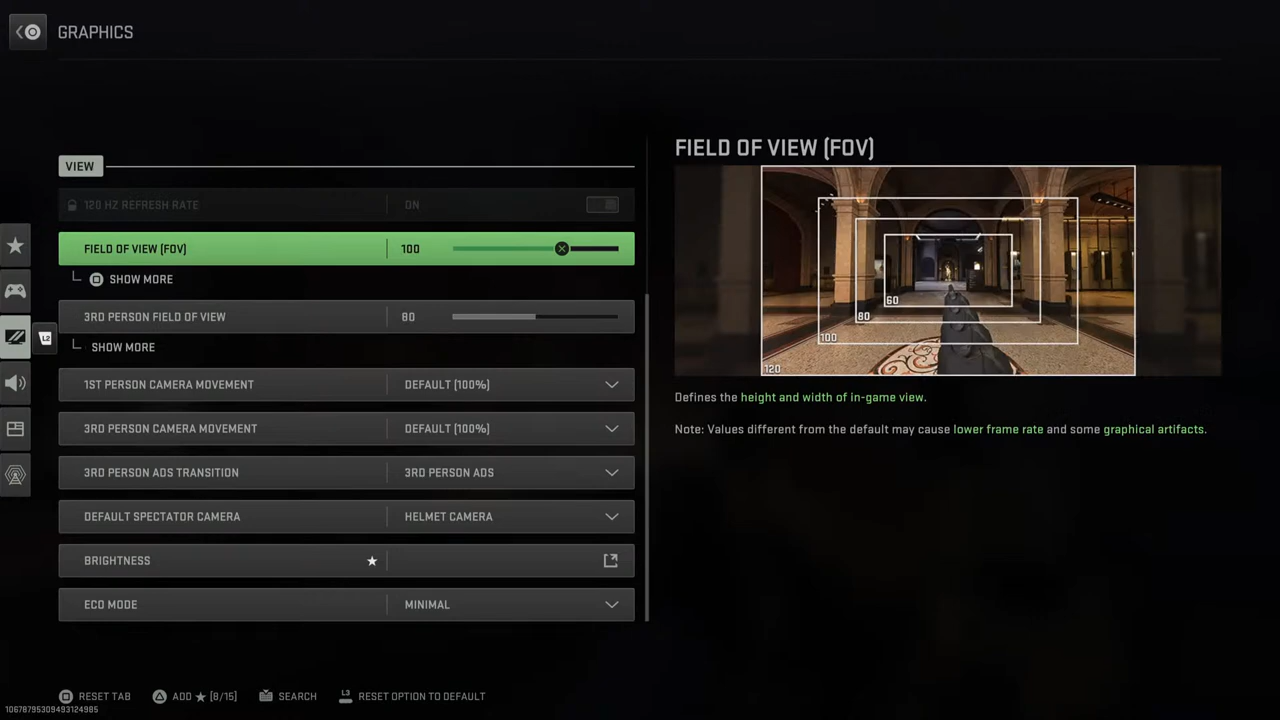 GRAPHICS
VIEW
120 HZ REFRESH RATE ON
FIELD OF VIEW (FOV) 100
SHOW MORE
3RD PERSON FIELD OF VIEW 80
SHOW MORE
L2
1ST PERSON CAMERA MOVEMENT DEFAULT (100%)
3RD PERSON CAMERA MOVEMENT DEFAULT (100%)
3RD PERSON ADS TRANSITION 3RD PERSON ADS
DEFAULT SPECTATOR CAMERA HELMET CAMERA
BRIGHTNESS
ECO MODE MINIMAL
FIELD OF VIEW (FOV)
60
80
100
120
Defines the height and width of in-game view.
Note: Values different from the default may cause lower frame rate and some graphical artifacts.
RESET TAB ADD ★ (8/15) SEARCH L3 RESET OPTION TO DEFAULT
10678795309493124985